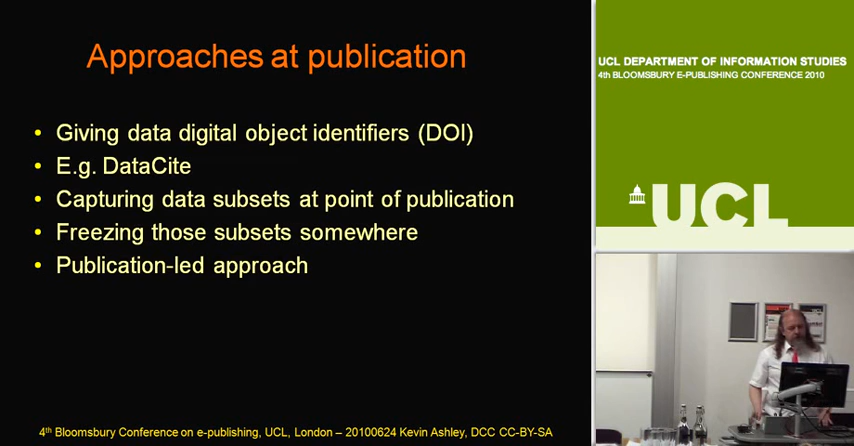 Approaches at publication
• Giving data digital object identifiers (DOI)
• E.g. DataCite
• Capturing data subsets at point of publication
• Freezing those subsets somewhere
• Publication-led approach
4th Bloomsbury Conference on e-publishing, UCL, London – 20100624 Kevin Ashley, DCC CC-BY-SA
UCL DEPARTMENT OF INFORMATION STUDIES
4th BLOOMSBURY E-PUBLISHING CONFERENCE 2010
UCL